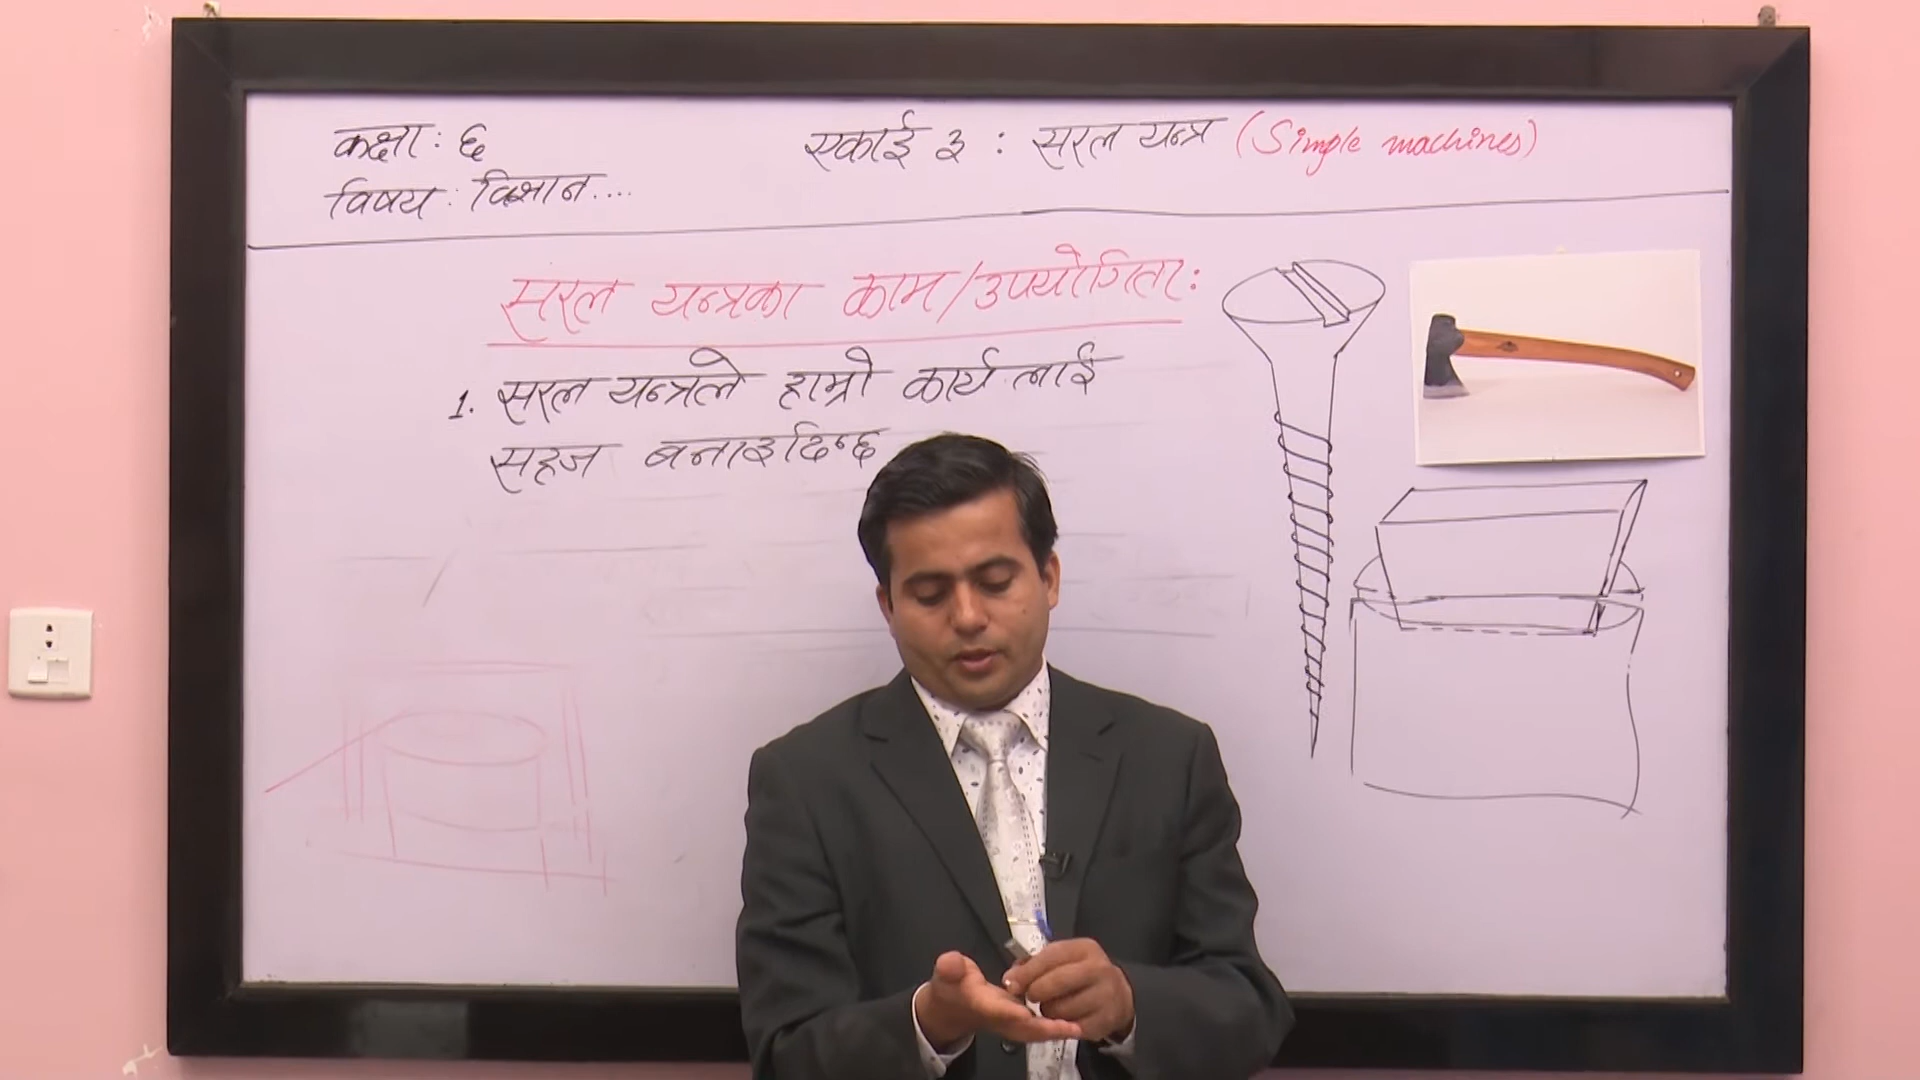 कक्षा: ६
एकाई ३ : सरल यन्त्र (Simple machines)
विषय: विज्ञान....
सरल यन्त्रका काम/उपयोगिता:
1. सरल यन्त्रले हाम्रो कार्य लाई
सहज बनाइदिन्छ